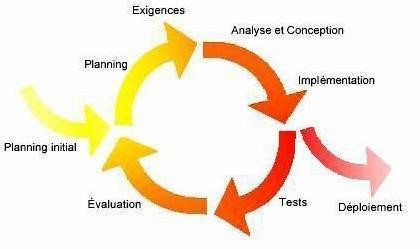 Exigences
Analyse et Conception
Planning
Implémentation
Planning initial
Évaluation
Tests
Déploiement